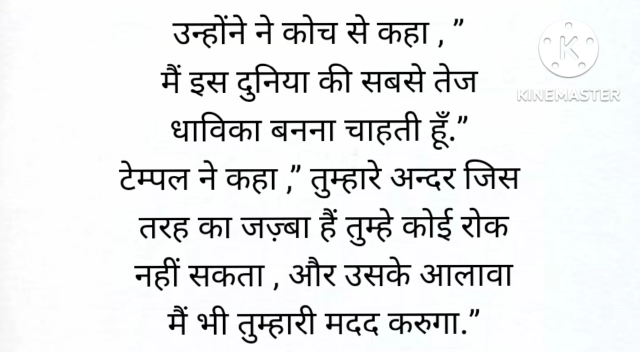 उन्होंने ने कोच से कहा , ”
मैं इस दुनिया की सबसे तेज
धाविका बनना चाहती हूँ.”
टेम्पल ने कहा ,” तुम्हारे अन्दर जिस
तरह का जज़्बा हैं तुम्हे कोई रोक
नहीं सकता , और उसके आलावा
मैं भी तुम्हारी मदद करुगा.”
K
KINEMASTER